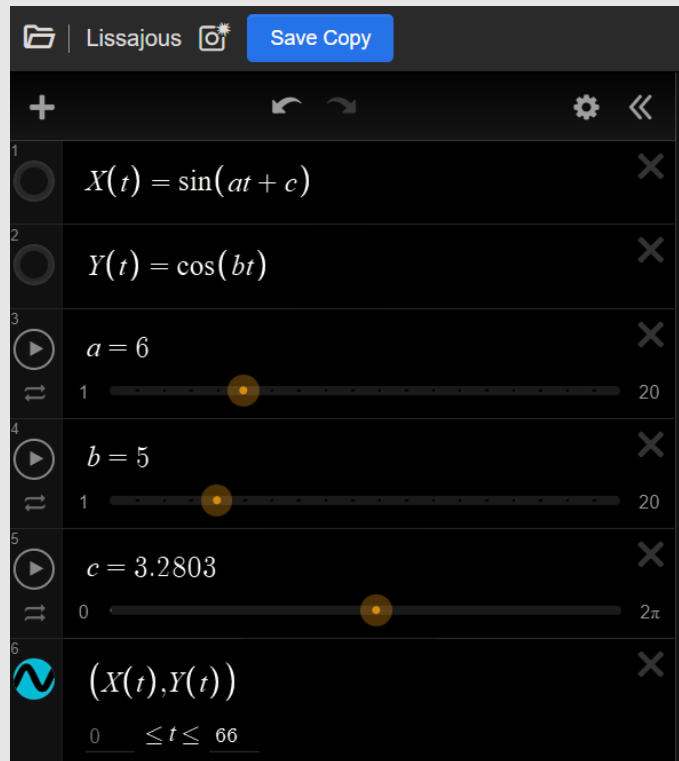 Lissajous Save Copy
1
X(t) = sin(at + c)
2
Y(t) = cos(bt)
3
a = 6
1 20
4
b = 5
1 20
5
c = 3.2803
0 2π
6
(X(t),Y(t))
0 ≤ t ≤ 66